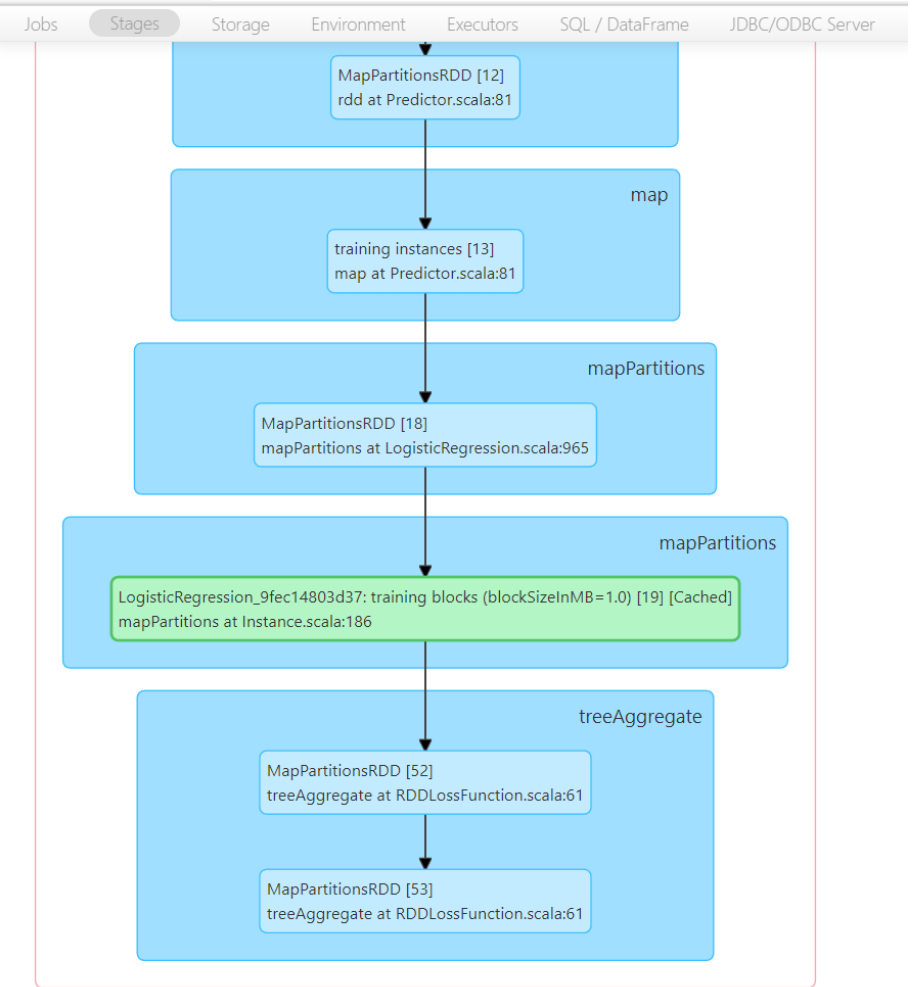 Jobs Stages Storage Environment Executors SQL / DataFrame JDBC/ODBC Server
MapPartitionsRDD [12]
rdd at Predictor.scala:81
map
training instances [13]
map at Predictor.scala:81
mapPartitions
MapPartitionsRDD [18]
mapPartitions at LogisticRegression.scala:965
mapPartitions
LogisticRegression_9fec14803d37: training blocks (blockSizeInMB=1.0) [19] [Cached]
mapPartitions at Instance.scala:186
treeAggregate
MapPartitionsRDD [52]
treeAggregate at RDDLossFunction.scala:61
MapPartitionsRDD [53]
treeAggregate at RDDLossFunction.scala:61